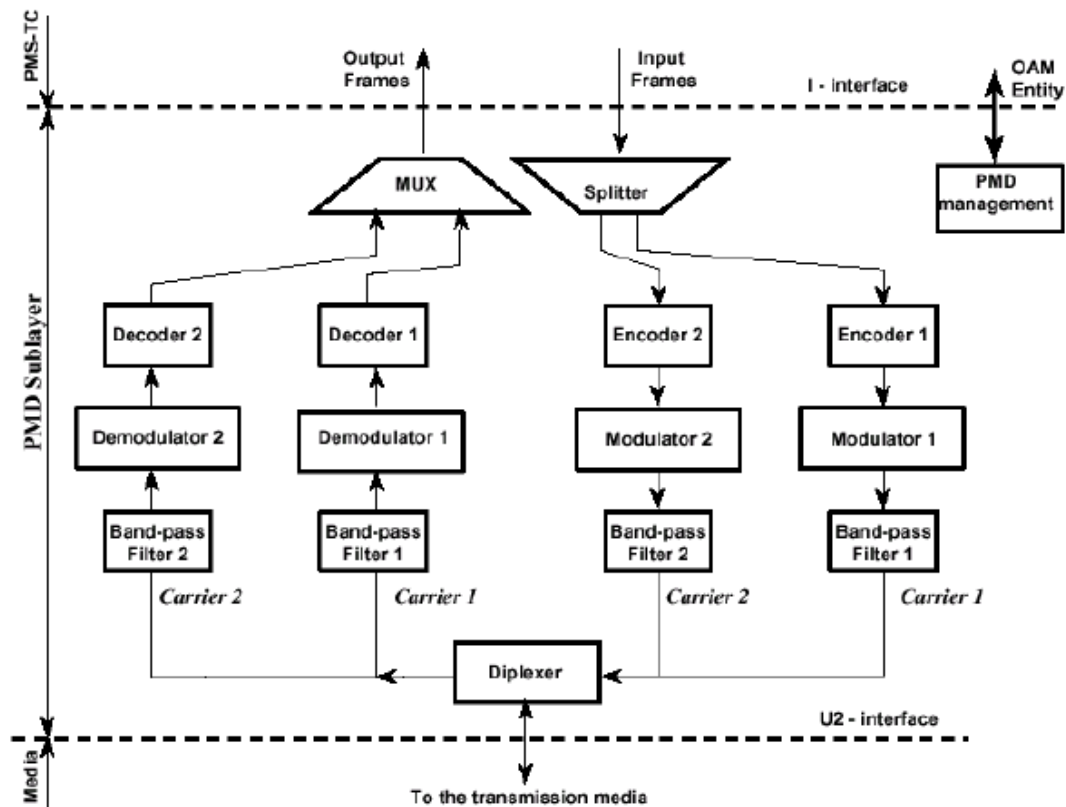 PMS-TC
Output
Frames
Input
Frames
OAM
Entity
I - interface
PMD Sublayer
MUX
Splitter
PMD
management
Decoder 2
Decoder 1
Encoder 2
Encoder 1
Demodulator 2
Demodulator 1
Modulator 2
Modulator 1
Band-pass
Filter 2
Band-pass
Filter 1
Band-pass
Filter 2
Band-pass
Filter 1
Carrier 2
Carrier 1
Carrier 2
Carrier 1
Diplexer
U2 - interface
Media
To the transmission media